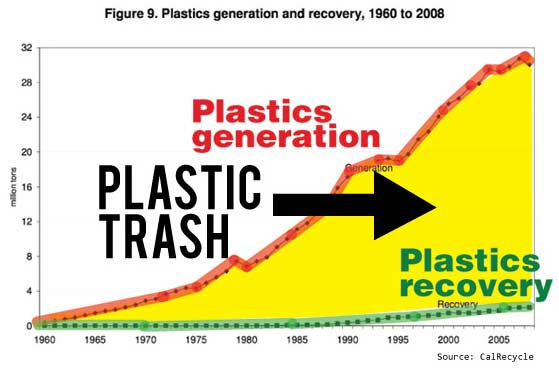 Figure 9. Plastics generation and recovery, 1960 to 2008
32
28
24
20
16
12
8
4
0
million tons
Plastics
generation
Generation
PLASTIC
TRASH
Plastics
recovery
Recovery
1960 1965 1970 1975 1980 1985 1990 1995 2000 2005
Source: CalRecycle